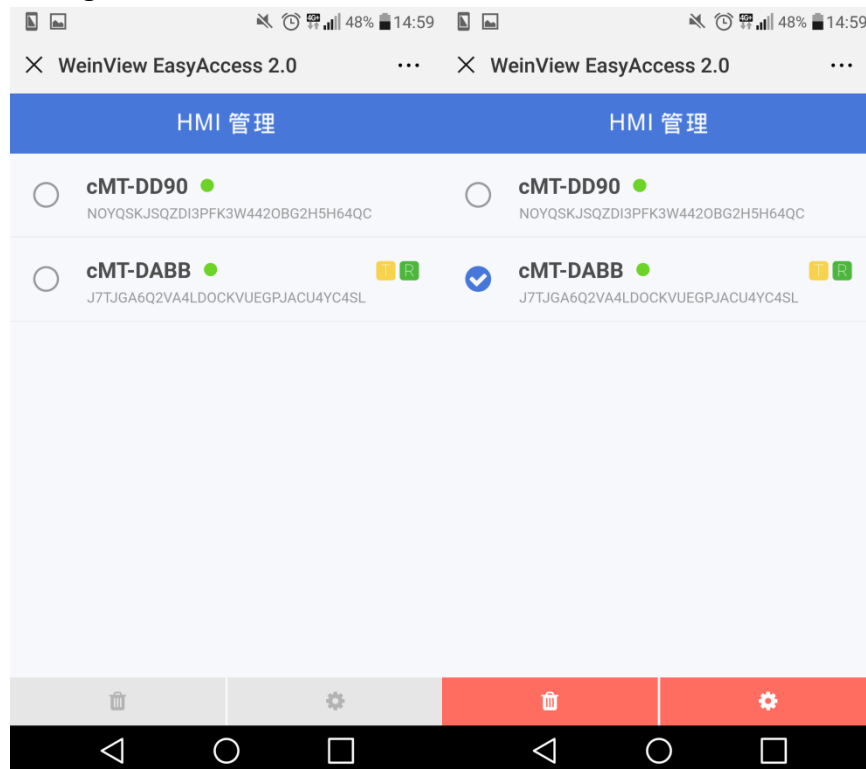 48% 14:59
WeinView EasyAccess 2.0
HMI 管理
cMT-DD90
NOYQSKJSQZDI3PFK3W442OBG2H5H64QC
cMT-DABB T R
J7TJGA6Q2VA4LDOCKVUEGPJACU4YC4SL
48% 14:59
WeinView EasyAccess 2.0
HMI 管理
cMT-DD90
NOYQSKJSQZDI3PFK3W442OBG2H5H64QC
cMT-DABB T R
J7TJGA6Q2VA4LDOCKVUEGPJACU4YC4SL